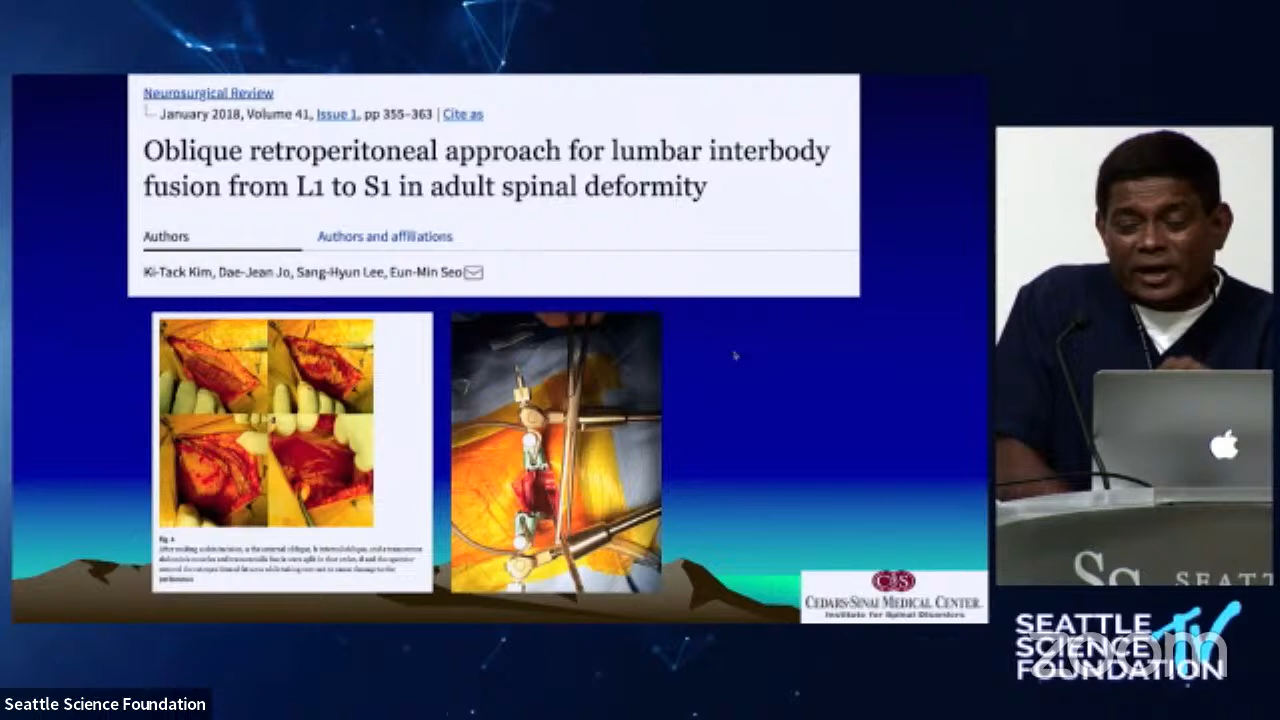 Neurosurgical Review
January 2018, Volume 41, Issue 1, pp 355–363 | Cite as
Oblique retroperitoneal approach for lumbar interbody
fusion from L1 to S1 in adult spinal deformity
Authors
Authors and affiliations
Ki-Tack Kim, Dae-Jean Jo, Sang-Hyun Lee, Eun-Min Seo
CEDARS-SINAI MEDICAL CENTER.
Institute for Spinal Disorders
SEATT
SEATTLE
SCIENCE TV
FOUNDATION
zoom
Seattle Science Foundation